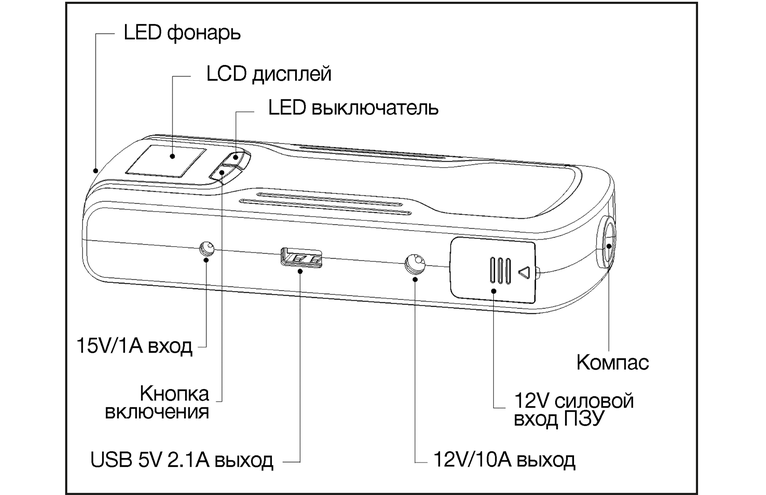 LED фонарь
LCD дисплей
LED выключатель
15V/1A вход
Компас
Кнопка
включения
12V силовой
вход ПЗУ
USB 5V 2.1A выход
12V/10A выход